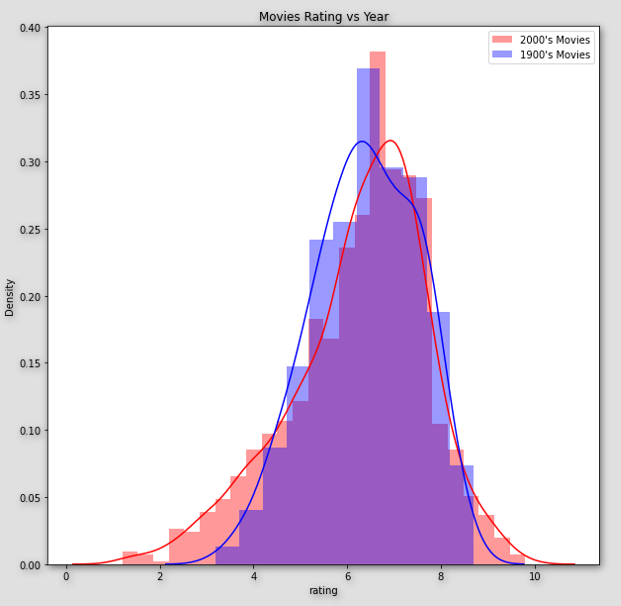 Movies Rating vs Year
2000's Movies
1900's Movies
0.40
0.35
0.30
0.25
0.20
0.15
0.10
0.05
0.00
Density
0 2 4 6 8 10
rating